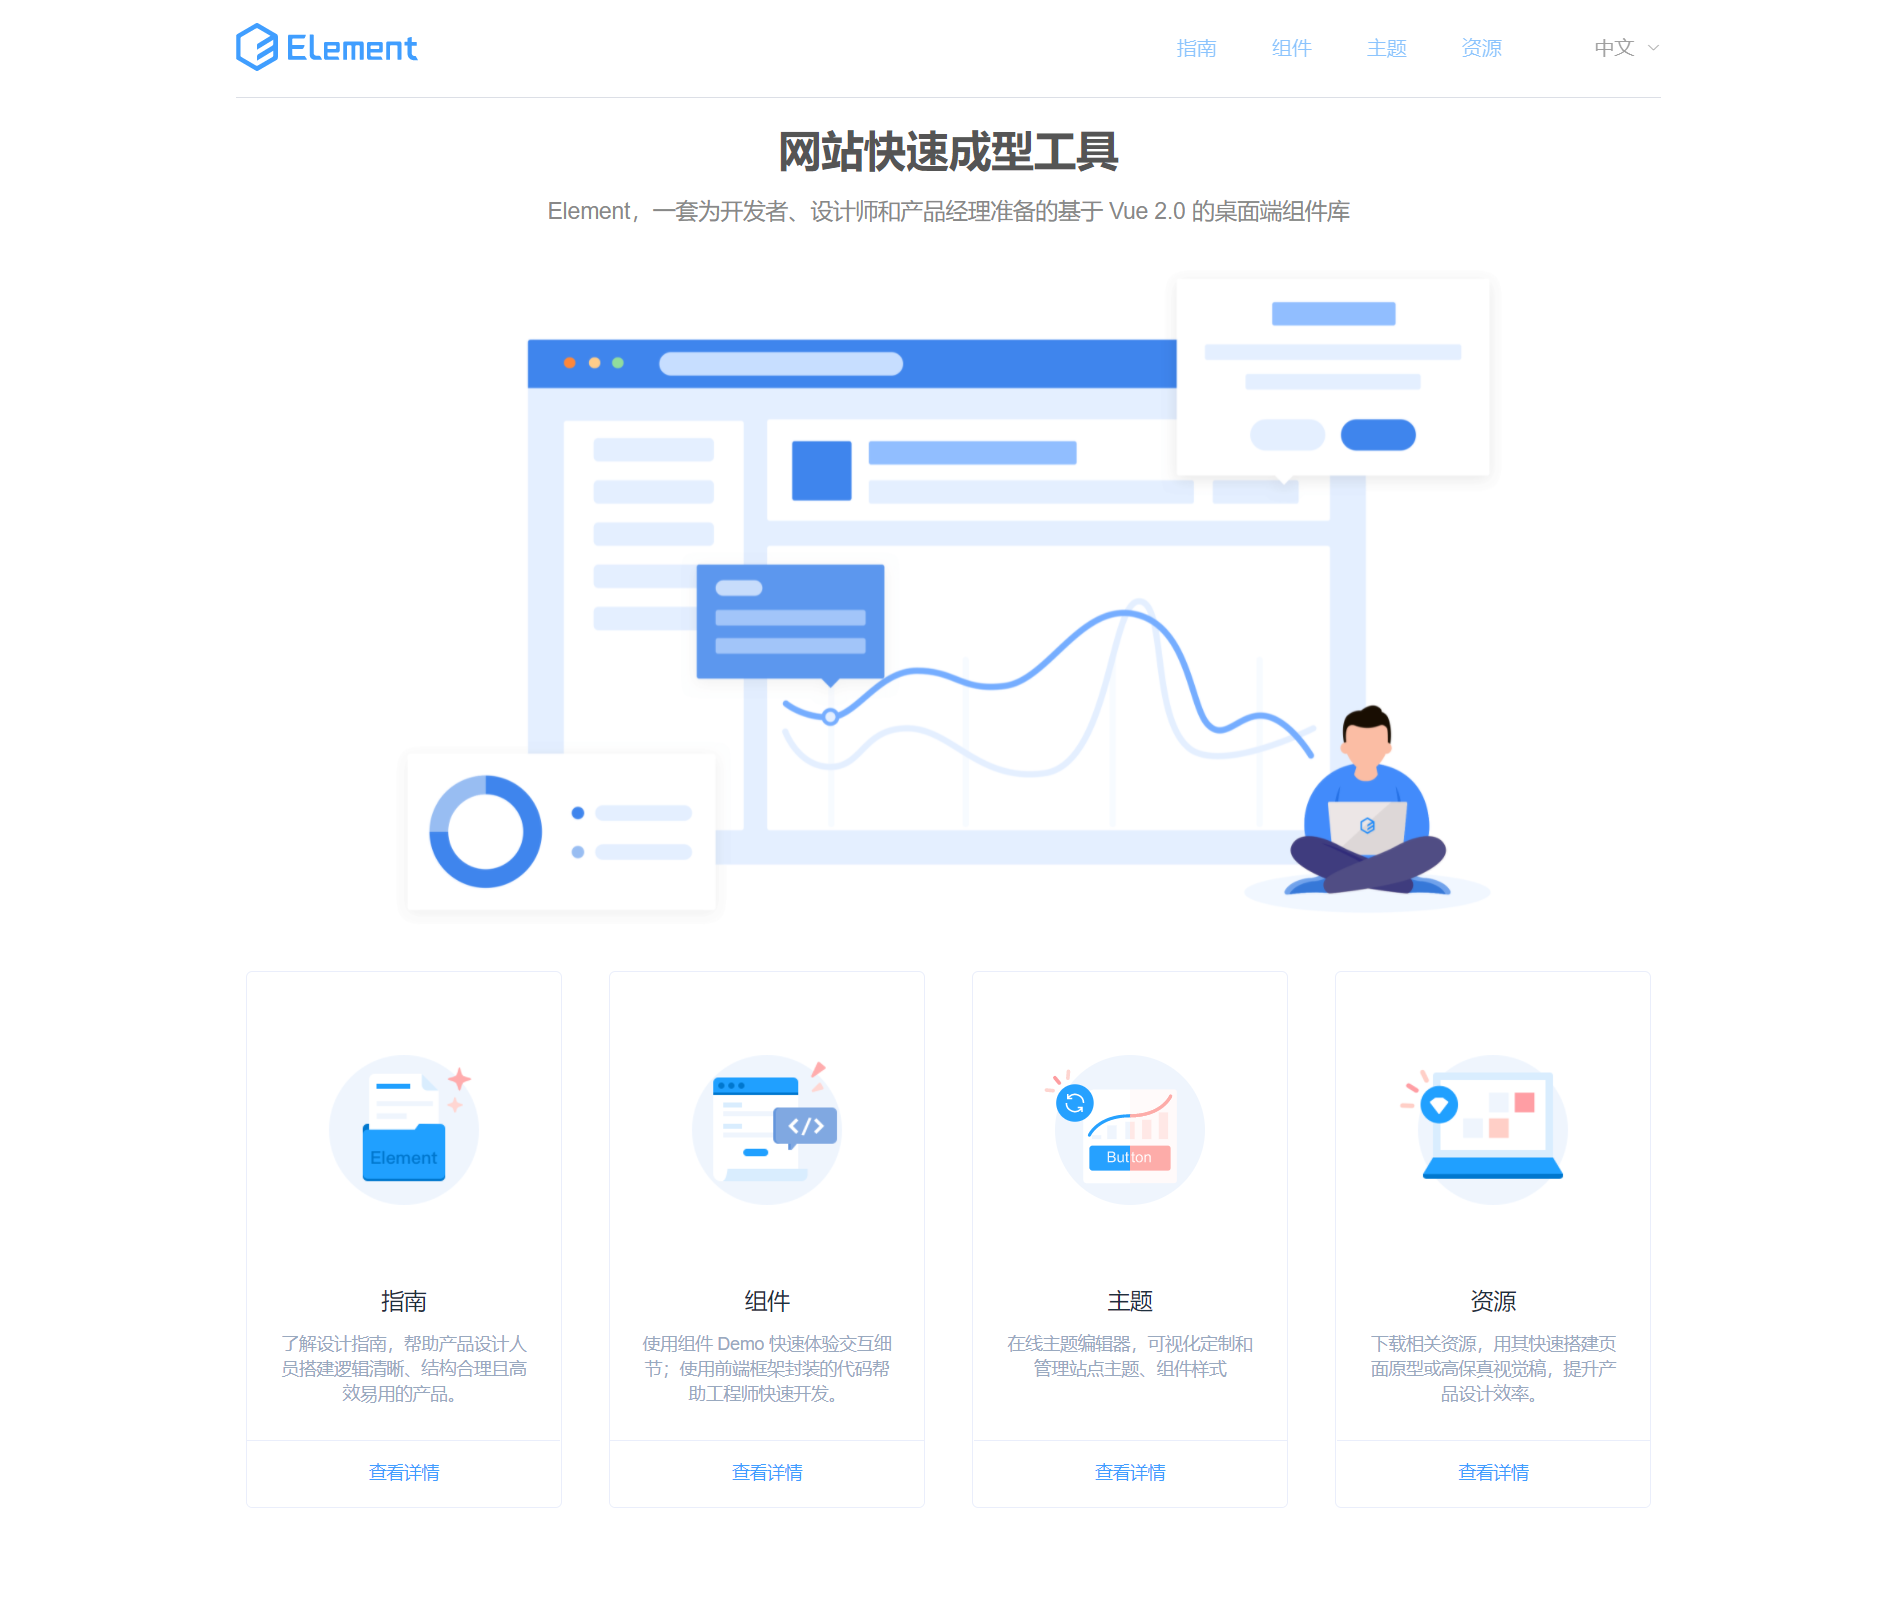 Element
指南
组件
主题
资源
中文
网站快速成型工具
Element，一套为开发者、设计师和产品经理准备的基于 Vue 2.0 的桌面端组件库
Element
</>
Button
指南
了解设计指南，帮助产品设计人
员搭建逻辑清晰、结构合理且高
效易用的产品。
查看详情
组件
使用组件 Demo 快速体验交互细
节；使用前端框架封装的代码帮
助工程师快速开发。
查看详情
主题
在线主题编辑器，可视化定制和
管理站点主题、组件样式
查看详情
资源
下载相关资源，用其快速搭建页
面原型或高保真视觉稿，提升产
品设计效率。
查看详情